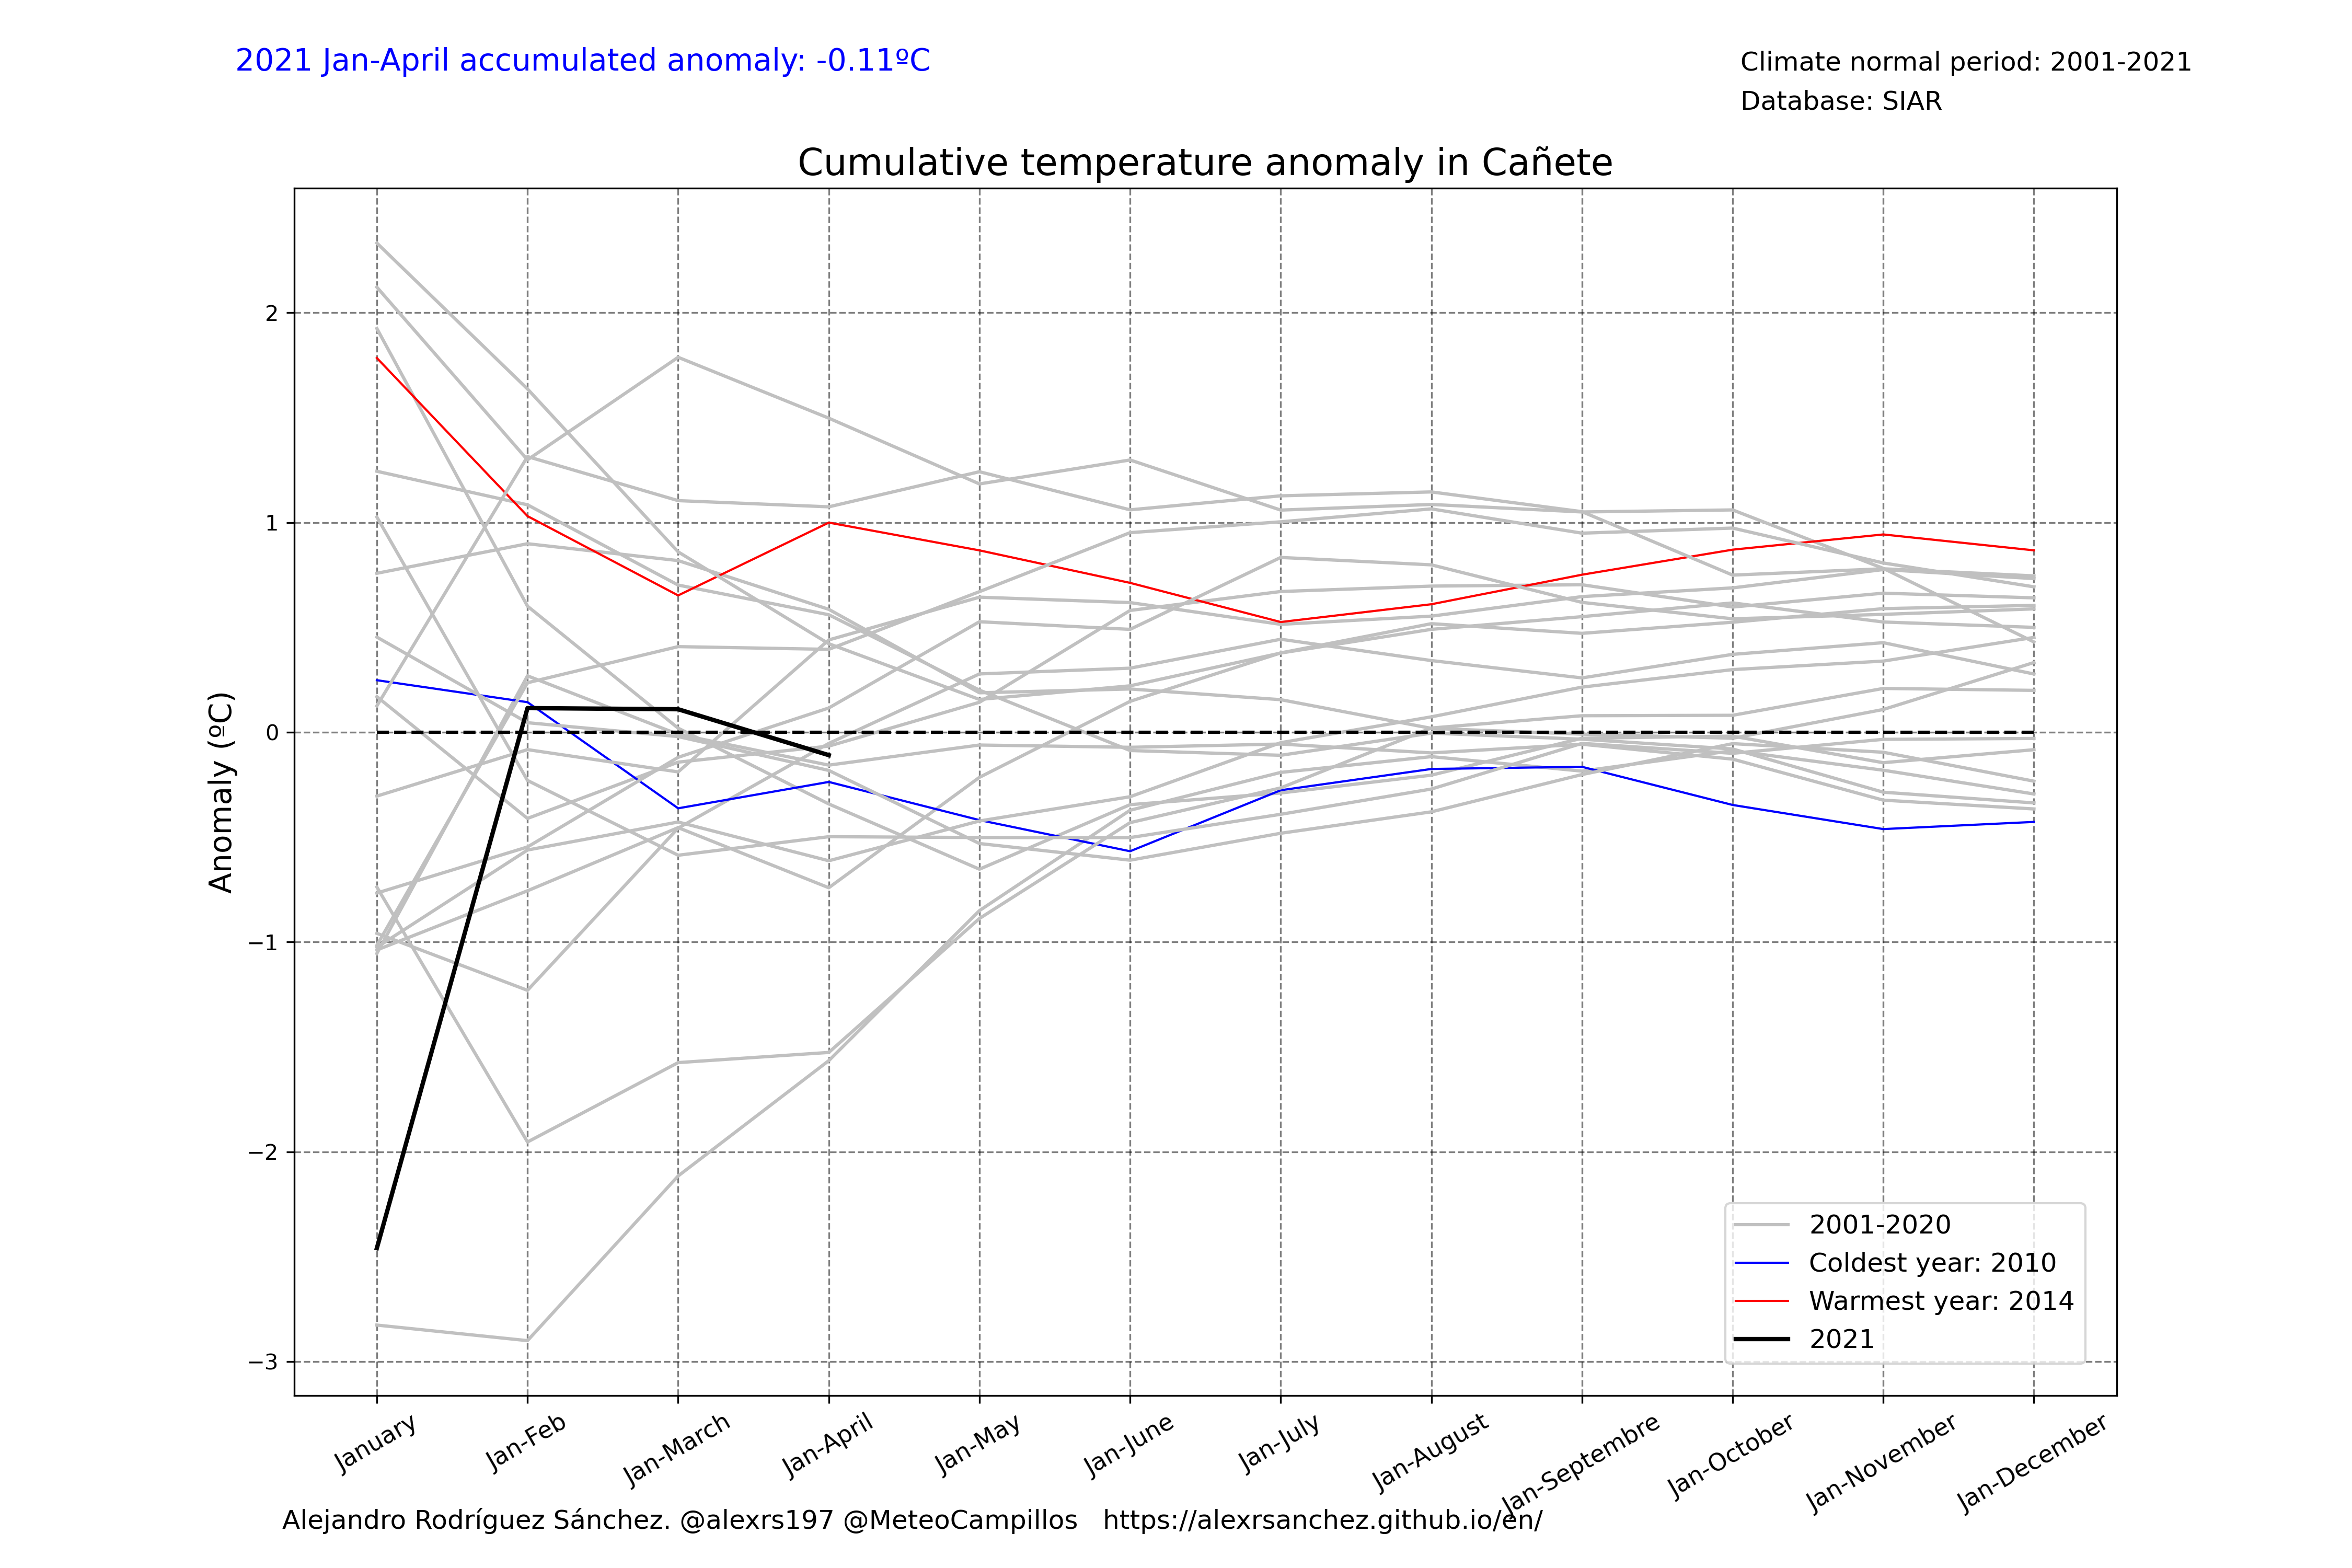 2021 Jan-April accumulated anomaly: -0.11ºC
Climate normal period: 2001-2021
Database: SIAR
Cumulative temperature anomaly in Cañete
Anomaly (ºC)
2
1
0
−1
−2
−3
2001-2020
Coldest year: 2010
Warmest year: 2014
2021
January
Jan-Feb
Jan-March
Jan-April
Jan-May
Jan-June
Jan-July
Jan-August
Jan-Septembre
Jan-October
Jan-November
Jan-December
Alejandro Rodríguez Sánchez. @alexrs197 @MeteoCampillos   https://alexrsanchez.github.io/en/